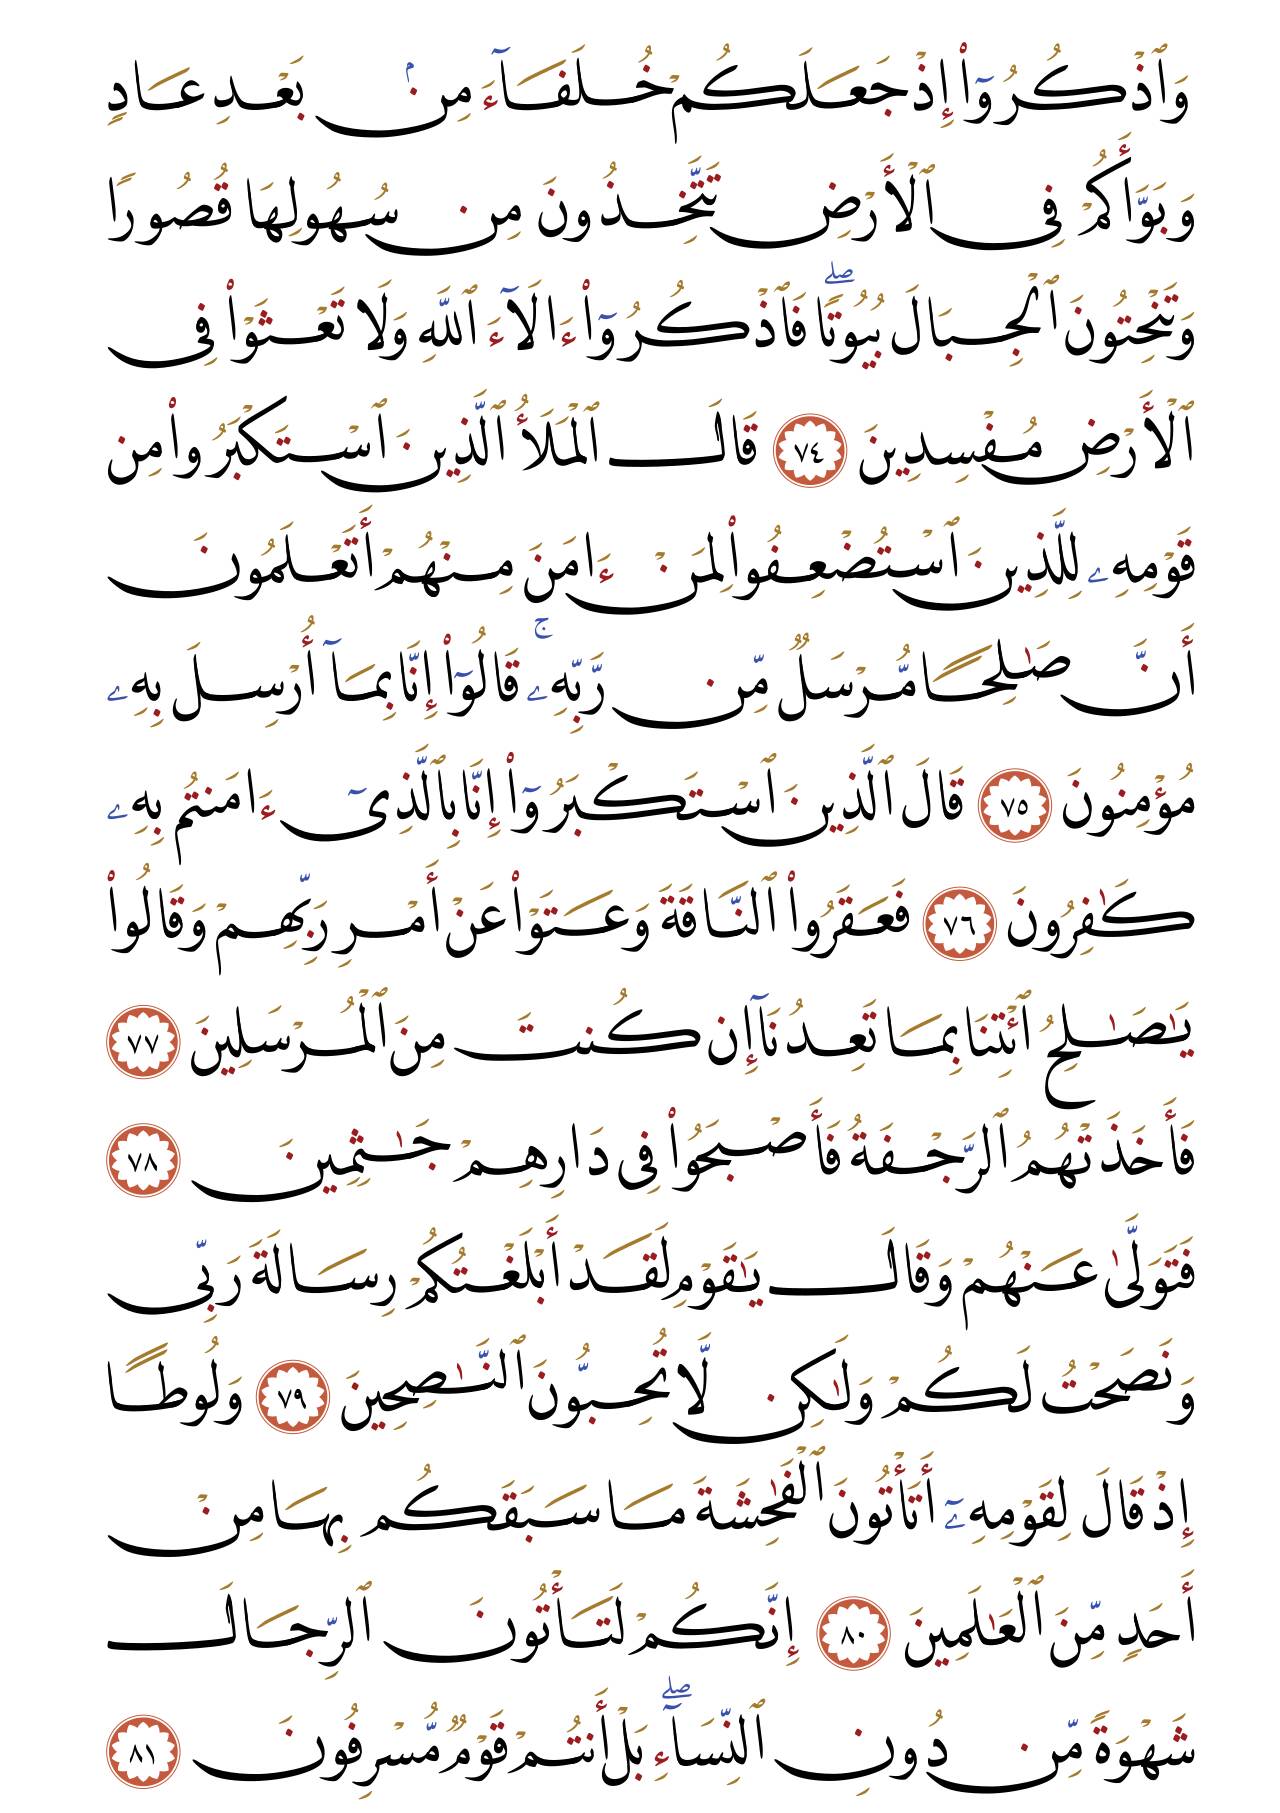 وَٱذْكُرُوٓا۟ إِذْ جَعَلَكُمْ خُلَفَآءَ مِنۢ بَعْدِ عَادٍ
وَبَوَّأَكُمْ فِى ٱلْأَرْضِ تَتَّخِذُونَ مِن سُهُولِهَا قُصُورًا
وَتَنْحِتُونَ ٱلْجِبَالَ بُيُوتًا ۖ فَٱذْكُرُوٓا۟ ءَالَآءَ ٱللَّهِ وَلَا تَعْثَوْا۟ فِى
ٱلْأَرْضِ مُفْسِدِينَ ٧٤ قَالَ ٱلْمَلَأُ ٱلَّذِينَ ٱسْتَكْبَرُوا۟ مِن
قَوْمِهِۦ لِلَّذِينَ ٱسْتُضْعِفُوا۟ لِمَنْ ءَامَنَ مِنْهُمْ أَتَعْلَمُونَ
أَنَّ صَـٰلِحًا مُّرْسَلٌ مِّن رَّبِّهِۦ ۚ قَالُوٓا۟ إِنَّا بِمَآ أُرْسِلَ بِهِۦ
مُؤْمِنُونَ ٧٥ قَالَ ٱلَّذِينَ ٱسْتَكْبَرُوٓا۟ إِنَّا بِٱلَّذِىٓ ءَامَنتُم بِهِۦ
كَـٰفِرُونَ ٧٦ فَعَقَرُوا۟ ٱلنَّاقَةَ وَعَتَوْا۟ عَنْ أَمْرِ رَبِّهِمْ وَقَالُوا۟
يَـٰصَـٰلِحُ ٱئْتِنَا بِمَا تَعِدُنَآ إِن كُنتَ مِنَ ٱلْمُرْسَلِينَ ٧٧
فَأَخَذَتْهُمُ ٱلرَّجْفَةُ فَأَصْبَحُوا۟ فِى دَارِهِمْ جَـٰثِمِينَ ٧٨
فَتَوَلَّىٰ عَنْهُمْ وَقَالَ يَـٰقَوْمِ لَقَدْ أَبْلَغْتُكُمْ رِسَالَةَ رَبِّى
وَنَصَحْتُ لَكُمْ وَلَـٰكِن لَّا تُحِبُّونَ ٱلنَّـٰصِحِينَ ٧٩ وَلُوطًا
إِذْ قَالَ لِقَوْمِهِۦٓ أَتَأْتُونَ ٱلْفَـٰحِشَةَ مَا سَبَقَكُم بِهَا مِنْ
أَحَدٍ مِّنَ ٱلْعَـٰلَمِينَ ٨٠ إِنَّكُمْ لَتَأْتُونَ ٱلرِّجَالَ
شَهْوَةً مِّن دُونِ ٱلنِّسَآءِ ۖ بَلْ أَنتُمْ قَوْمٌ مُّسْرِفُونَ ٨١